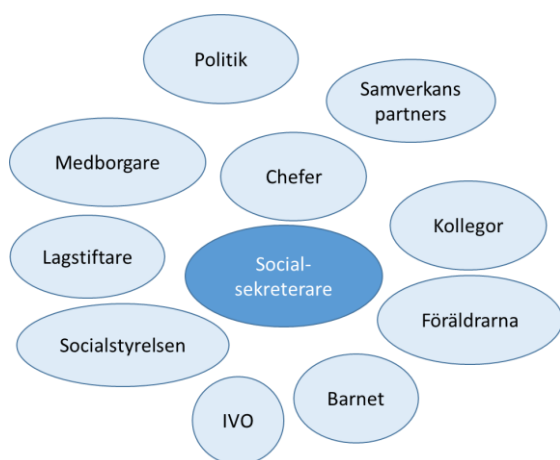 Politik
Samverkans
partners
Medborgare
Chefer
Kollegor
Lagstiftare
Social-
sekreterare
Föräldrarna
Socialstyrelsen
Barnet
IVO